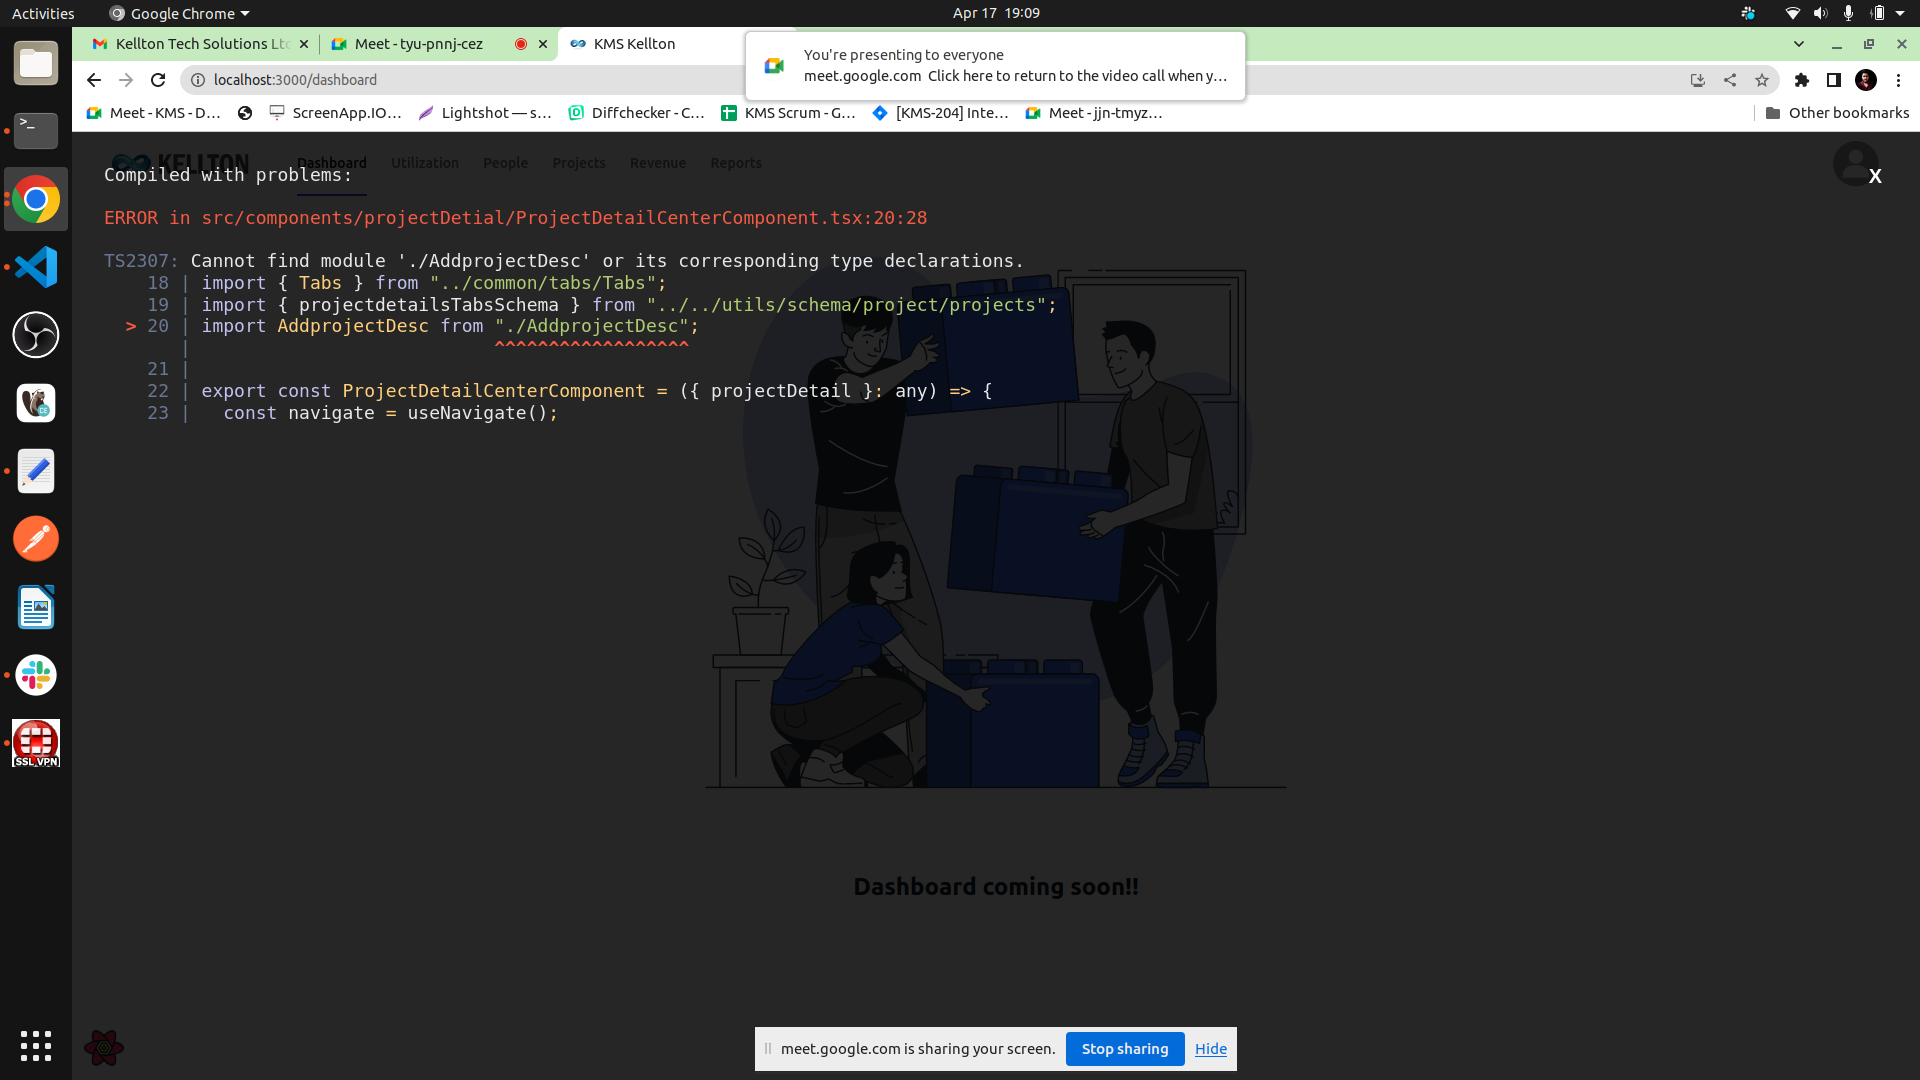 Activities
Google Chrome
Apr 17 19:09
Kellton Tech Solutions Ltd
Meet - tyu-pnnj-cez
KMS Kellton
You're presenting to everyone
meet.google.com Click here to return to the video call when y…
localhost:3000/dashboard
Meet - KMS - D…
ScreenApp.IO…
Lightshot — s…
Diffchecker - C…
KMS Scrum - G…
[KMS-204] Inte…
Meet - jjn-tmyz…
Other bookmarks
KELLTON
Dashboard
Utilization
People
Projects
Revenue
Reports
Compiled with problems:
X
ERROR in src/components/projectDetial/ProjectDetailCenterComponent.tsx:20:28
TS2307: Cannot find module './AddprojectDesc' or its corresponding type declarations.
18 | import { Tabs } from "../common/tabs/Tabs";
19 | import { projectdetailsTabsSchema } from "../../utils/schema/project/projects";
> 20 | import AddprojectDesc from "./AddprojectDesc";
| ^^^^^^^^^^^^^^^^^^
21 |
22 | export const ProjectDetailCenterComponent = ({ projectDetail }: any) => {
23 | const navigate = useNavigate();
CE
SSL VPN
Dashboard coming soon!!
meet.google.com is sharing your screen.
Stop sharing
Hide